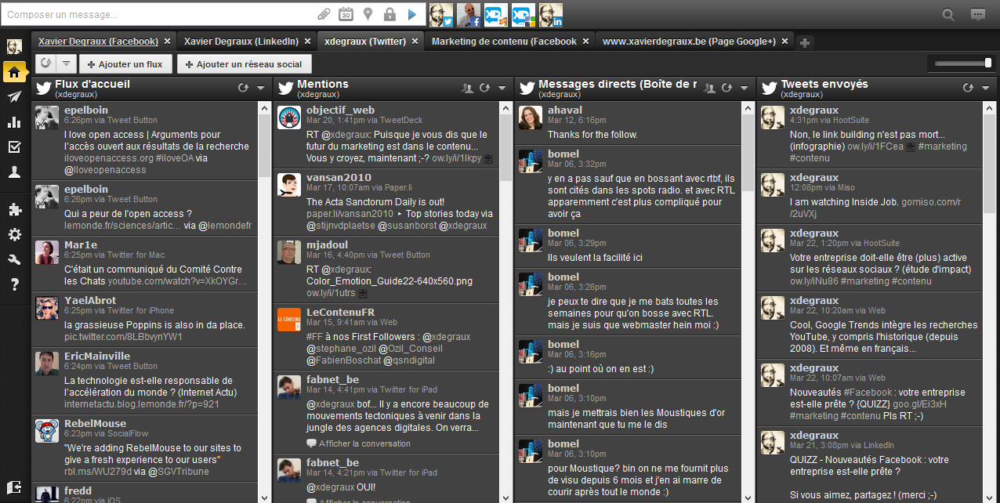 Composer un message...
30
Xavier Degraux (Facebook)
Xavier Degraux (LinkedIn)
xdegraux (Twitter)
Marketing de contenu (Facebook
www.xavierdegraux.be (Page Google+)
Ajouter un flux
Ajouter un réseau social
Flux d'accueil
(xdegraux)
epelboin
6:26pm via Tweet Button
I love open access | Arguments pour
l'accès ouvert aux résultats de la recherche
iloveopenaccess.org #iloveOA via
@Iloveopenaccess
epelboin
6:26pm via Tweet Button
Qui a peur de l'open access ?
lemonde.fr/sciences/artic... via @lemondefr
Mar1e
6:25pm via Twitter for Mac
C'était un communiqué du Comité Contre
les Chats youtube.com/watch?v=XkOYGr...
YaelAbrot
6:25pm via Twitter for iPhone
la grassieuse Poppins is also in da place.
pic.twitter.com/8LBbvynYW1
EricMainville
6:24pm via Tweet Button
La technologie est-elle responsable de
l'accélération du monde ? (Internet Actu)
internetactu.blog.lemonde.fr/?p=921
RebelMouse
6:23pm via SocialFlow
"We're adding RebelMouse to our sites to
give a fresh experience to our users"
rbl.ms/WU279d via @SGVTribune
fredd
6:22pm via iOS
Mentions
(xdegraux)
objectif_web
Mar 20, 1:41pm via TweetDeck
RT @xdegraux: Puisque je vous dis que le
futur du marketing est dans le contenu...
Vous y croyez, maintenant ;-? ow.ly/i/1Ikpy
vansan2010
Mar 17, 10:07am via Paper.li
The Acta Sanctorum Daily is out!
paper.li/vansan2010 ▸ Top stories today via
@stijnvdplaetse @susanborst @xdegraux
mjadoul
Mar 16, 4:40pm via Tweet Button
RT @xdegraux:
Color_Emotion_Guide22-640x560.png
ow.ly/i/1utrs
LeContenuFR
Mar 15, 9:41am via Web
#FF à nos First Followers : @xdegraux
@stephane_ozil @Ozil_Conseil
@FabienBoschat @qsndigital
LE CONTENU
fabnet_be
Mar 14, 4:41pm via Twitter for iPad
@xdegraux bof... Il y a encore beaucoup de
mouvements tectoniques à venir dans la
jungle des agences digitales. On verra...
Afficher la conversation
fabnet_be
Mar 14, 4:21pm via Twitter for iPad
@xdegraux OUI!
Afficher la conversation
Messages directs (Boîte de r
(xdegraux)
ahaval
Mar 12, 6:16pm
Thanks for the follow.
bomel
Mar 06, 3:32pm
y en a pas sauf que en bossant avec rtbf, ils
sont cités dans les spots radio. et avec RTL
apparemment c'est plus compliqué pour
avoir ça
bomel
Mar 06, 3:29pm
Ils veulent la facilité ici
bomel
Mar 06, 3:26pm
je peux te dire que je me bats toutes les
semaines pour qu'on bosse avec RTL.
mais je suis que webmaster hein moi :)
bomel
Mar 06, 3:16pm
:) au point où on en est :)
bomel
Mar 06, 3:10pm
mais je mettrais bien les Moustiques d'or
maintenant que tu me le dis
bomel
Mar 06, 3:10pm
pour Moustique? bin on ne me fournit plus
de visu depuis 6 mois et j'en ai marre de
courir après tout le monde :)
Tweets envoyés
(xdegraux)
xdegraux
4:31pm via HootSuite
Non, le link building n'est pas mort...
(infographie) ow.ly/i/1FCea #marketing
#contenu
xdegraux
12:08pm via Miso
I am watching Inside Job. gomiso.com/r
/2uVXj
xdegraux
Mar 22, 1:20pm via HootSuite
Votre entreprise doit-elle être (plus) active
sur les réseaux sociaux ? (étude d'impact)
ow.ly/iNu86 #marketing #contenu
xdegraux
Mar 22, 10:20am via Web
Cool, Google Trends intègre les recherches
YouTube, y compris l'historique (depuis
2008). Et même en français...
xdegraux
Mar 22, 10:07am via Web
Nouveautés #Facebook : votre entreprise
est-elle prête ? {QUIZZ} goo.gl/Ei3xH
#marketing #contenu Pls RT ;-)
xdegraux
Mar 21, 3:08pm via LinkedIn
QUIZZ - Nouveautés Facebook : votre
entreprise est-elle prête ?
Si vous aimez, partagez ! (merci ;-)